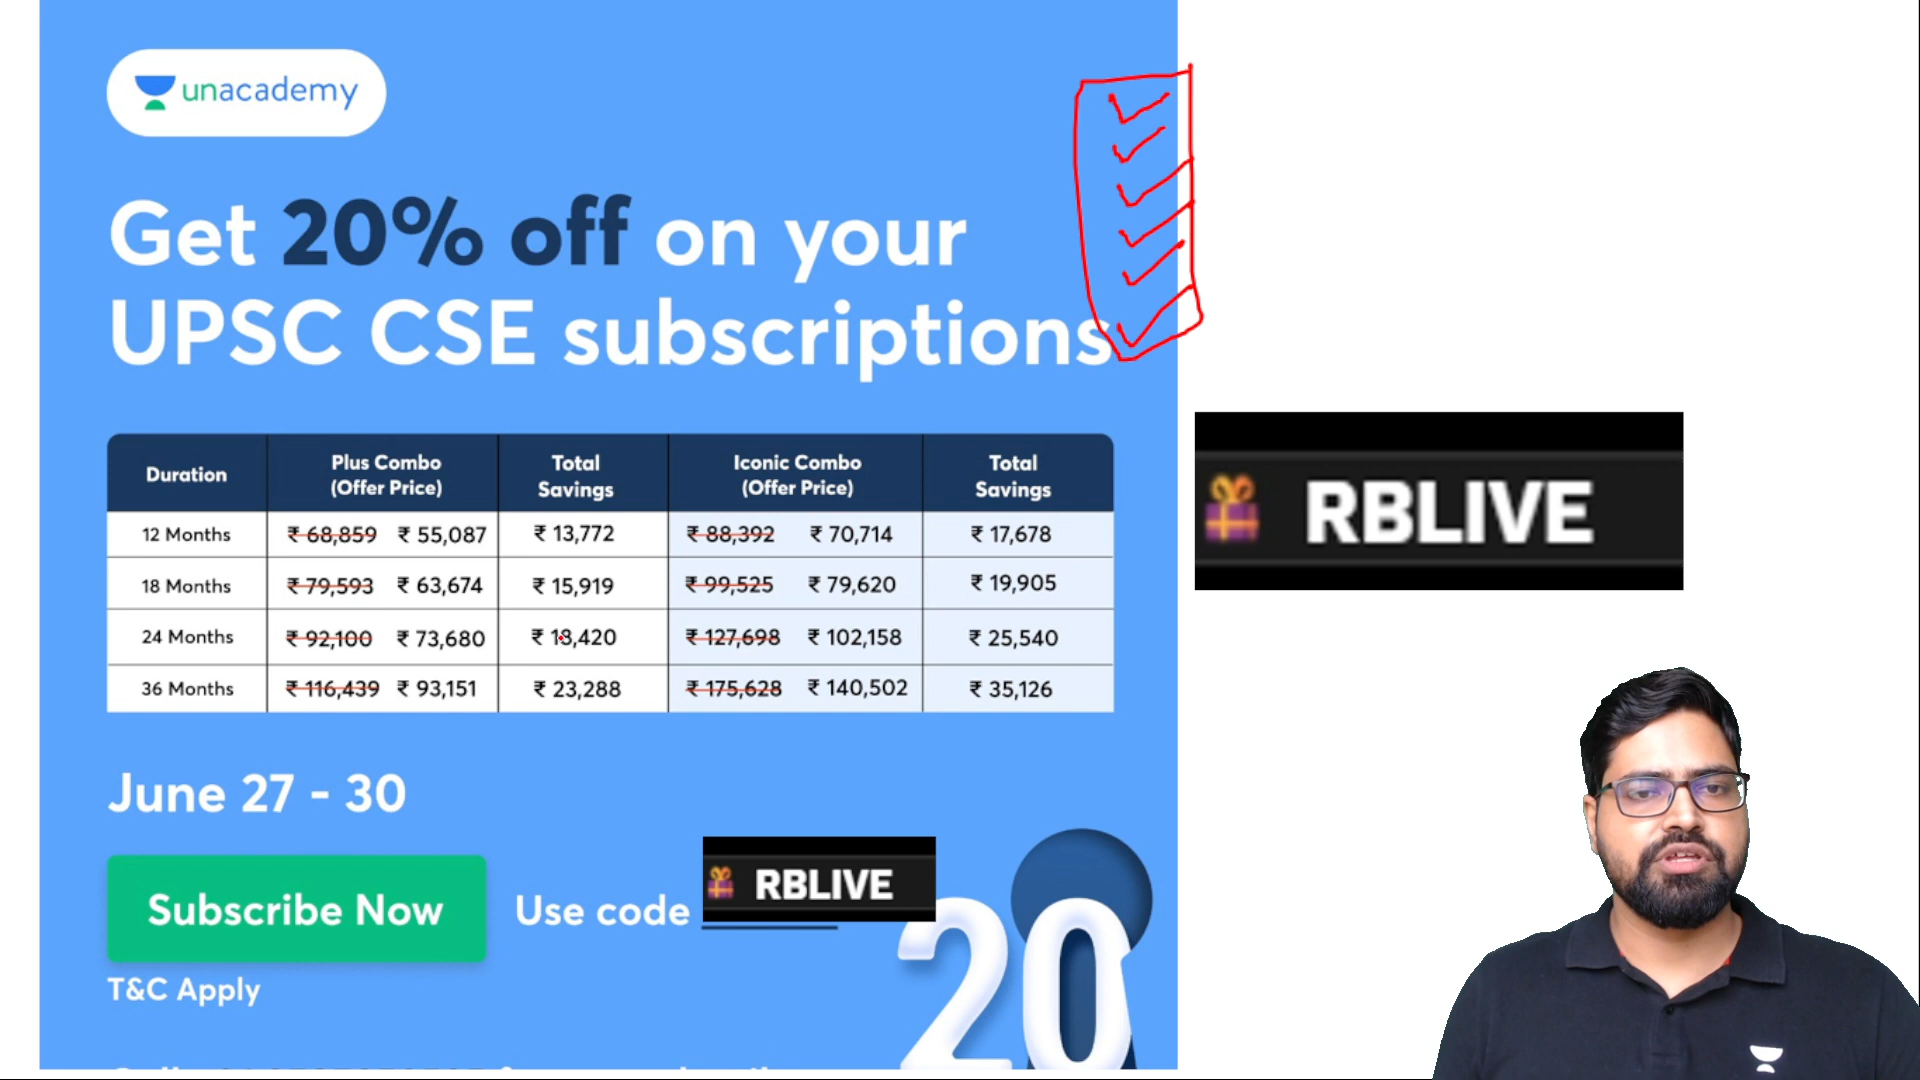 unacademy
Get 20% off on your
UPSC CSE subscriptions
Duration Plus Combo (Offer Price) Total Savings Iconic Combo (Offer Price) Total Savings
12 Months ₹ 68,859 ₹ 55,087 ₹ 13,772 ₹ 88,392 ₹ 70,714 ₹ 17,678
18 Months ₹ 79,593 ₹ 63,674 ₹ 15,919 ₹ 99,525 ₹ 79,620 ₹ 19,905
24 Months ₹ 92,100 ₹ 73,680 ₹ 18,420 ₹ 127,698 ₹ 102,158 ₹ 25,540
36 Months ₹ 116,439 ₹ 93,151 ₹ 23,288 ₹ 175,628 ₹ 140,502 ₹ 35,126
June 27 - 30
Subscribe Now Use code RBLIVE
T&C Apply
20
RBLIVE